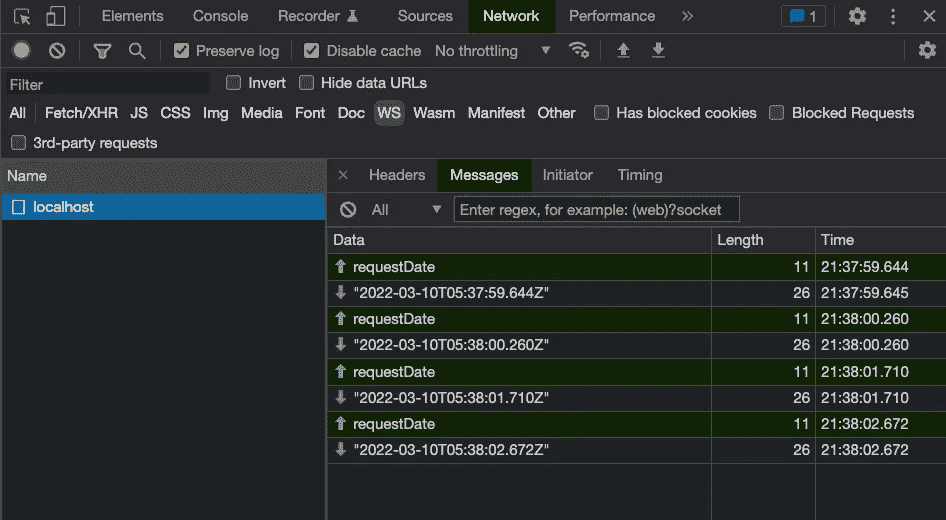 Elements Console Recorder Sources Network Performance » 1
Preserve log Disable cache No throttling
Filter Invert Hide data URLs
All Fetch/XHR JS CSS Img Media Font Doc WS Wasm Manifest Other Has blocked cookies Blocked Requests
3rd-party requests
Name Headers Messages Initiator Timing
localhost
All Enter regex, for example: (web)?socket
Data Length Time
requestDate 11 21:37:59.644
"2022-03-10T05:37:59.644Z" 26 21:37:59.645
requestDate 11 21:38:00.260
"2022-03-10T05:38:00.260Z" 26 21:38:00.260
requestDate 11 21:38:01.710
"2022-03-10T05:38:01.710Z" 26 21:38:01.710
requestDate 11 21:38:02.672
"2022-03-10T05:38:02.672Z" 26 21:38:02.672